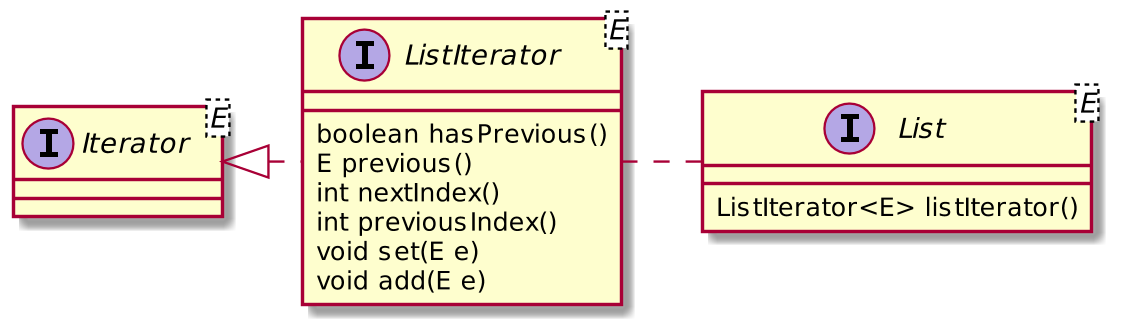 I Iterator E
I ListIterator E
boolean hasPrevious()
E previous()
int nextIndex()
int previousIndex()
void set(E e)
void add(E e)
I List E
ListIterator<E> listIterator()